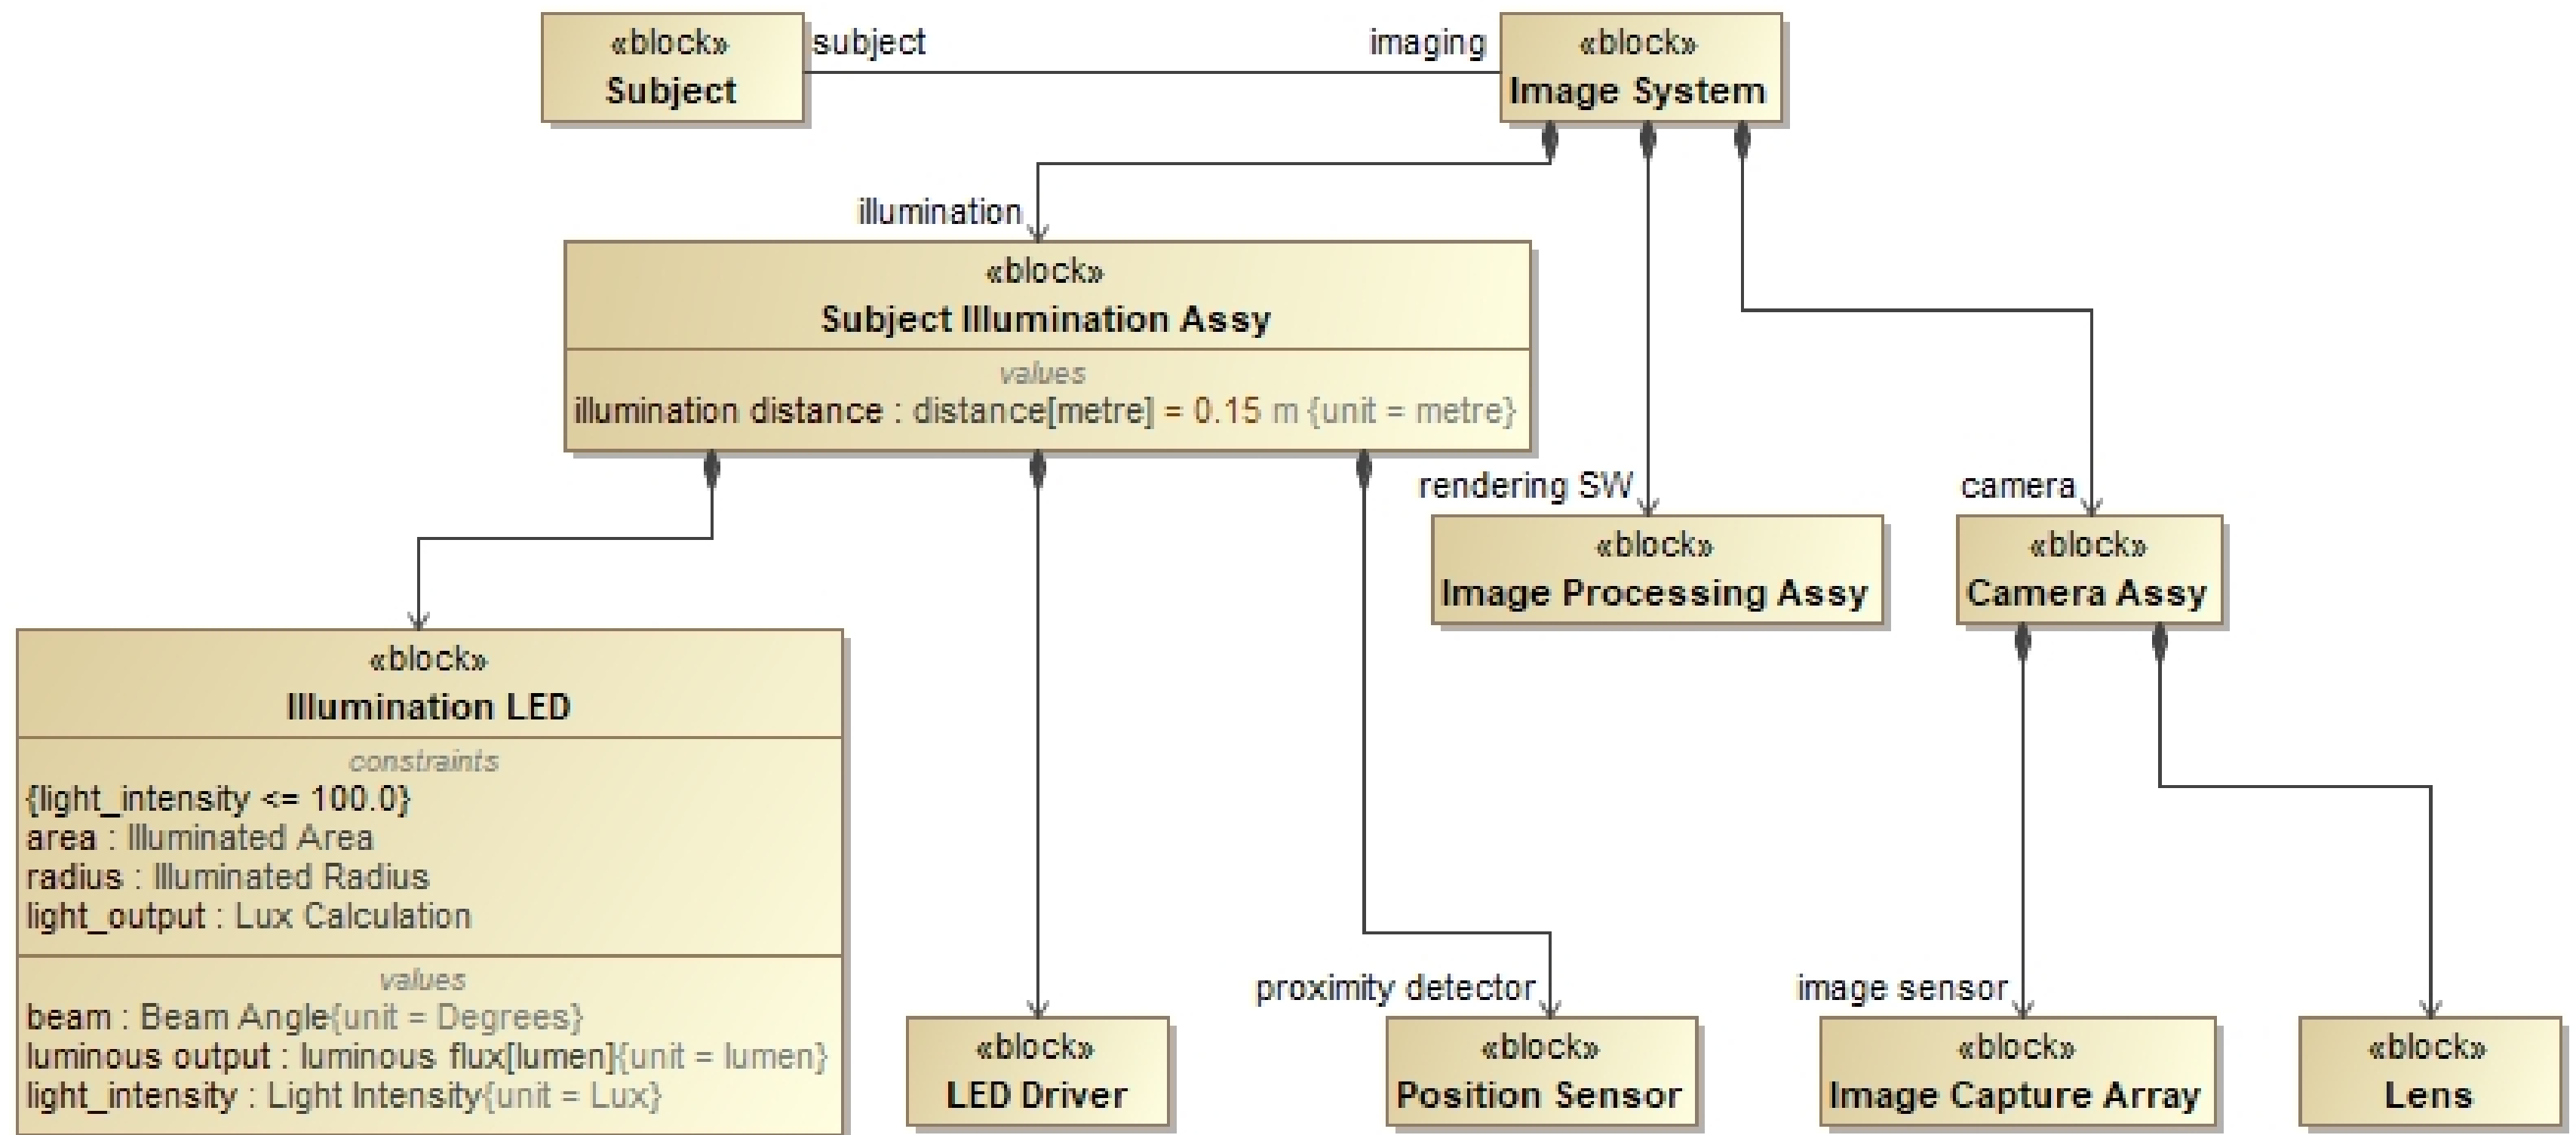 «block»
Subject
subject
imaging
«block»
Image System
illumination
«block»
Subject Illumination Assy
values
illumination distance : distance[metre] = 0.15 m {unit = metre}
rendering SW
«block»
Image Processing Assy
camera
«block»
Camera Assy
«block»
Illumination LED
constraints
{light_intensity <= 100.0}
area : Illuminated Area
radius : Illuminated Radius
light_output : Lux Calculation
values
beam : Beam Angle{unit = Degrees}
luminous output : luminous flux[lumen]{unit = lumen}
light_intensity : Light Intensity{unit = Lux}
«block»
LED Driver
proximity detector
«block»
Position Sensor
image sensor
«block»
Image Capture Array
«block»
Lens